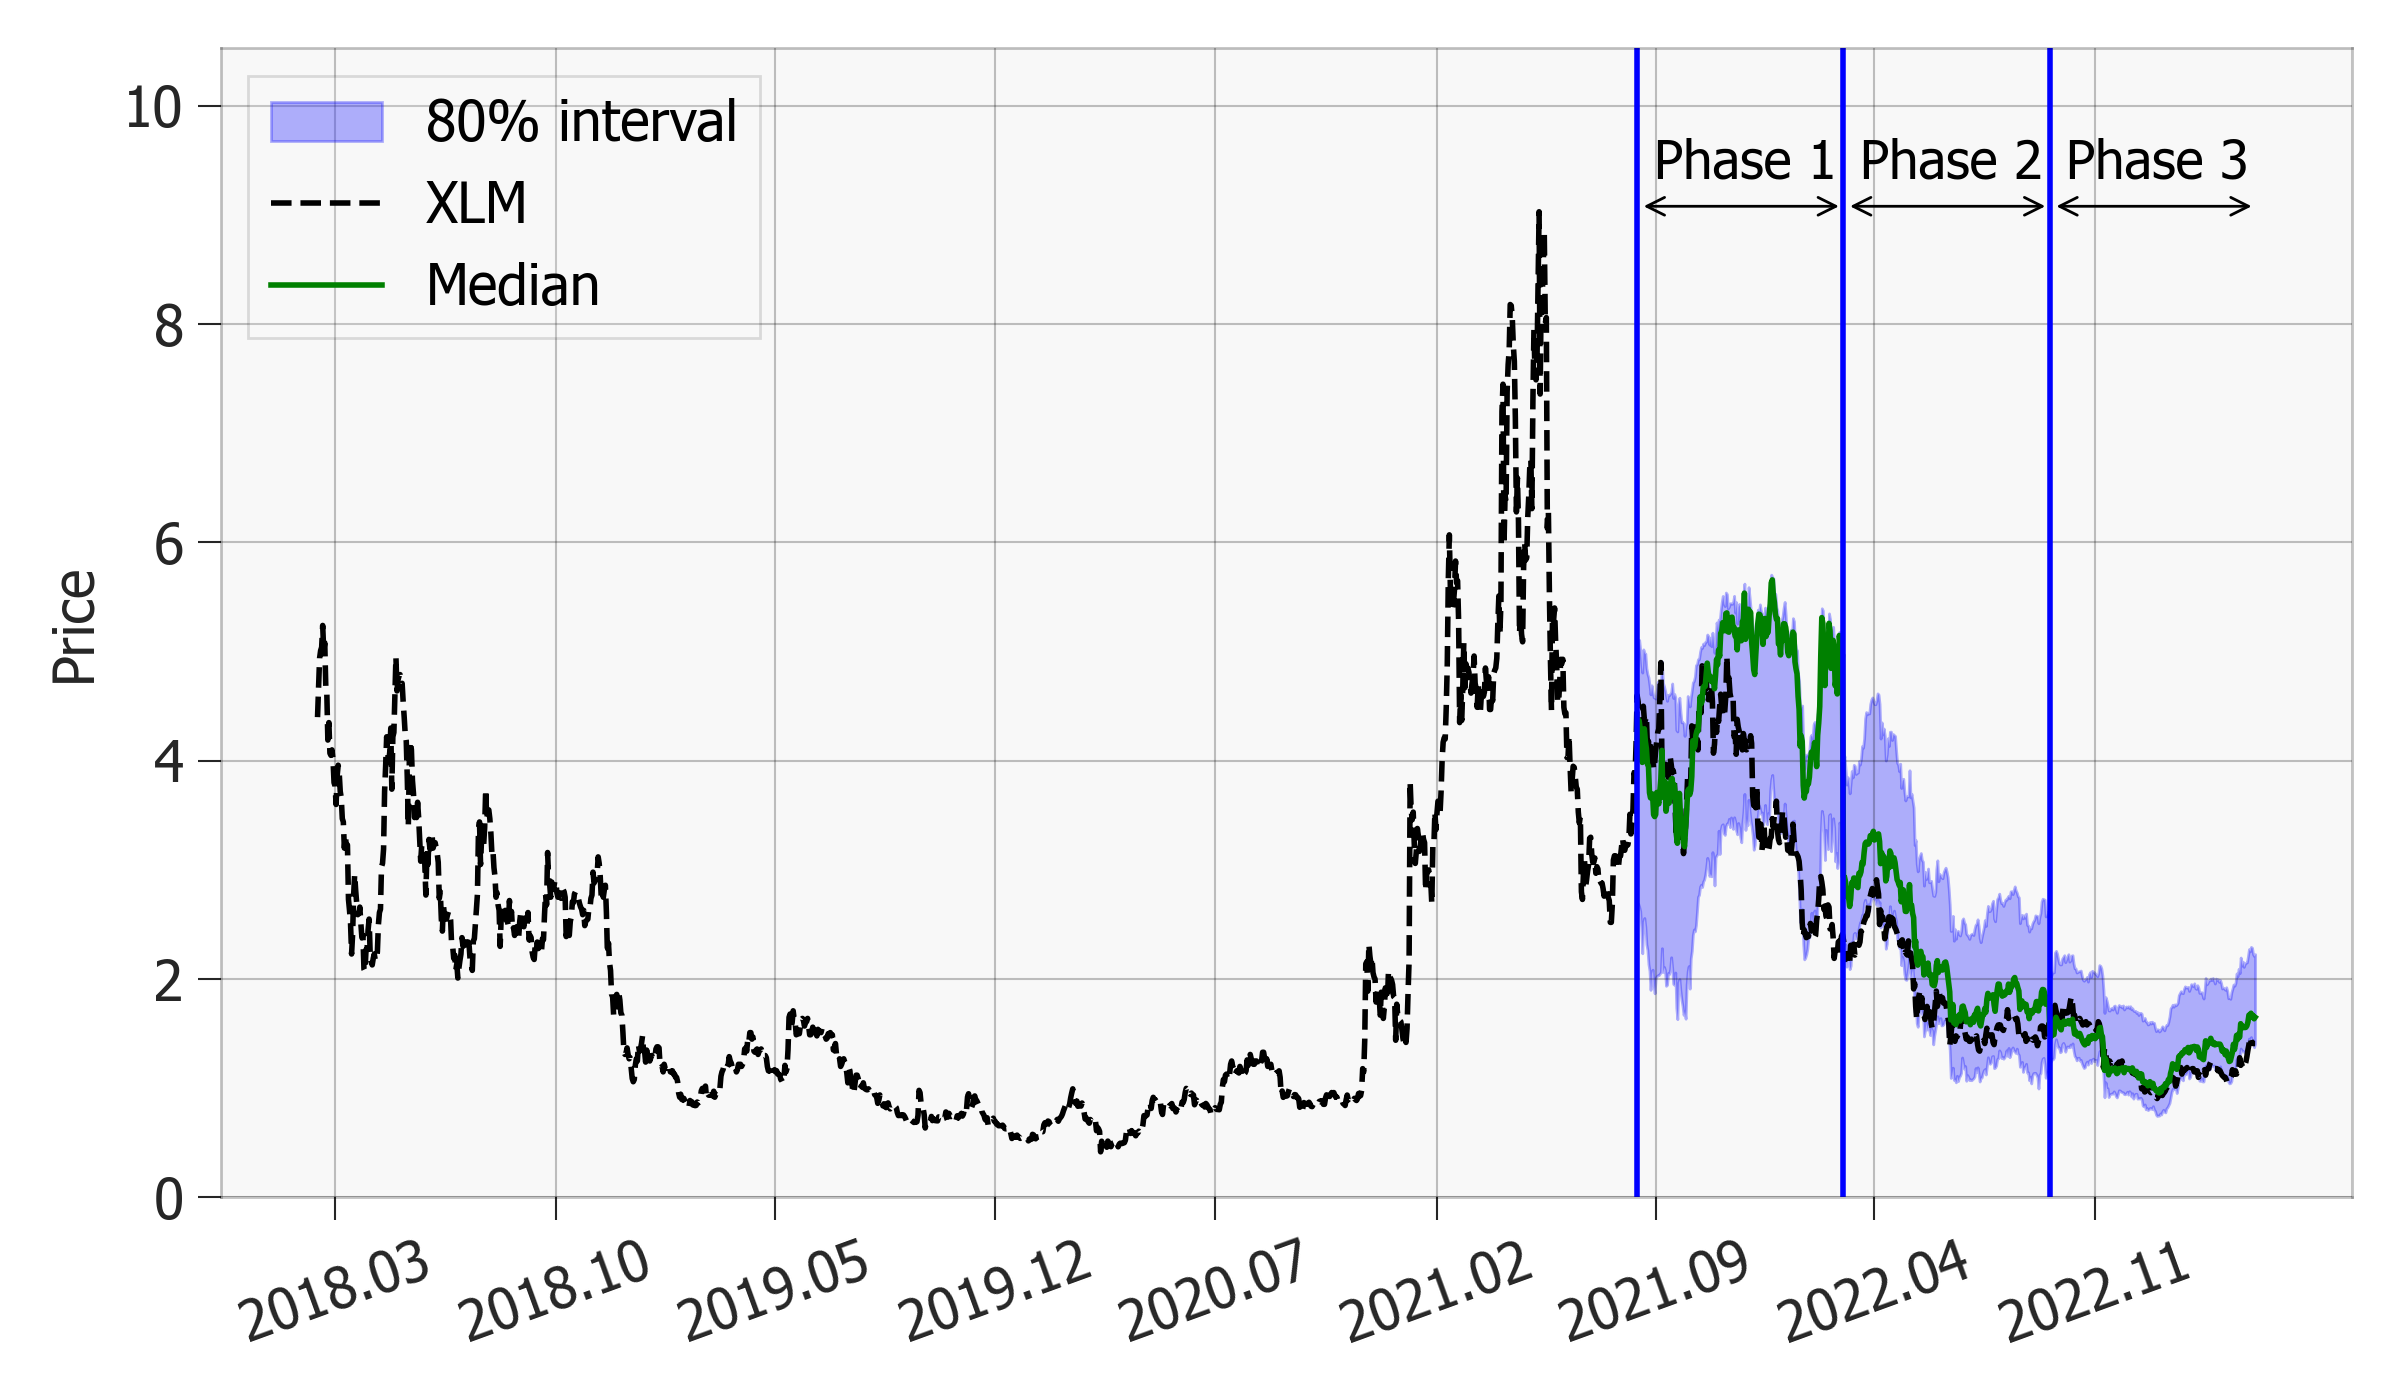 80% interval
XLM
Median
Phase 1
Phase 2
Phase 3
Price
10
8
6
4
2
0
2018.03
2018.10
2019.05
2019.12
2020.07
2021.02
2021.09
2022.04
2022.11